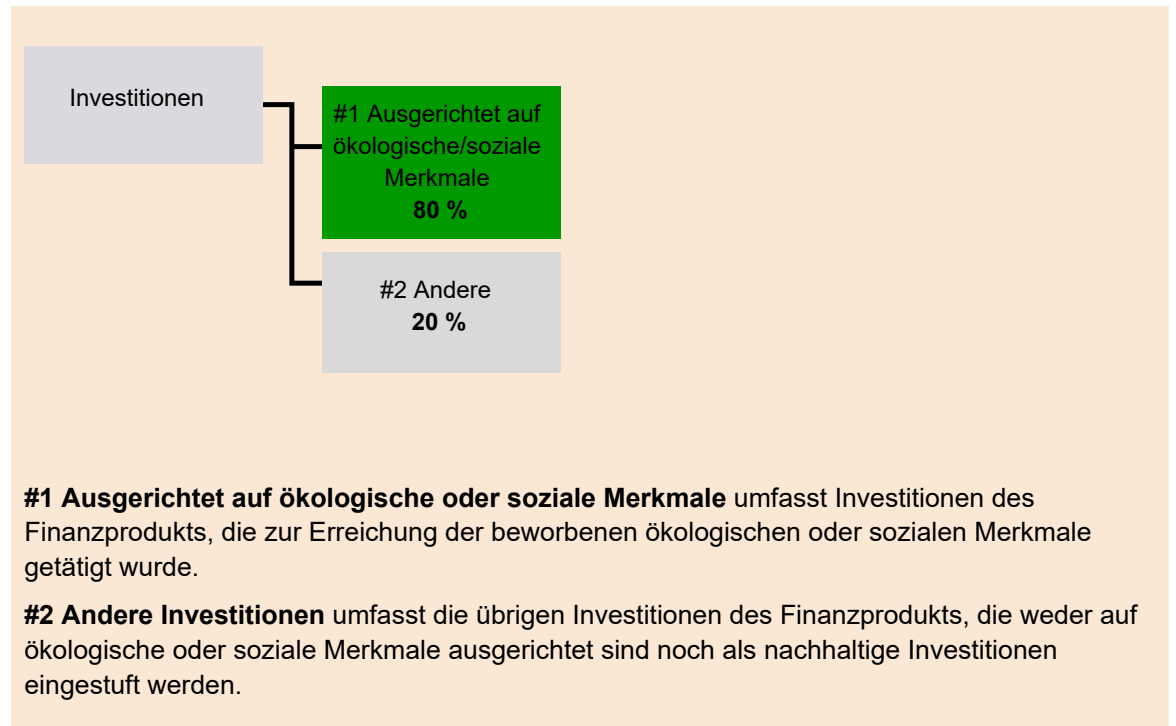 Investitionen
#1 Ausgerichtet auf
ökologische/soziale
Merkmale
80 %
#2 Andere
20 %
#1 Ausgerichtet auf ökologische oder soziale Merkmale umfasst Investitionen des
Finanzprodukts, die zur Erreichung der beworbenen ökologischen oder sozialen Merkmale
getätigt wurde.
#2 Andere Investitionen umfasst die übrigen Investitionen des Finanzprodukts, die weder auf
ökologische oder soziale Merkmale ausgerichtet sind noch als nachhaltige Investitionen
eingestuft werden.